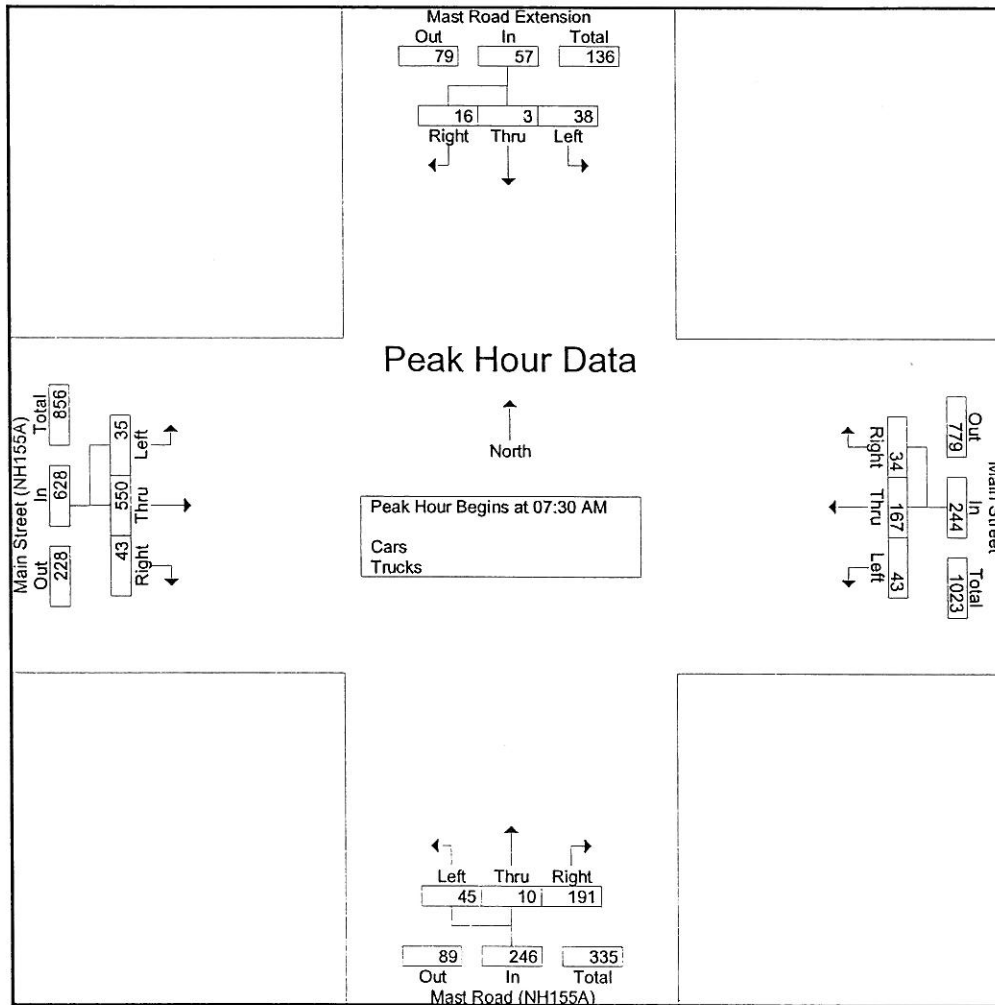 Mast Road Extension
Out In Total
79 57 136
16 3 38
Right Thru Left
Peak Hour Data
North
Peak Hour Begins at 07:30 AM
Cars
Trucks
Main Street (NH155A)
Out In Total
228 628 856
43 550 35
Right Thru Left
Main Street
Out In Total
779 244 1023
Right Thru Left
34 167 43
Left Thru Right
45 10 191
89 246 335
Out In Total
Mast Road (NH155A)